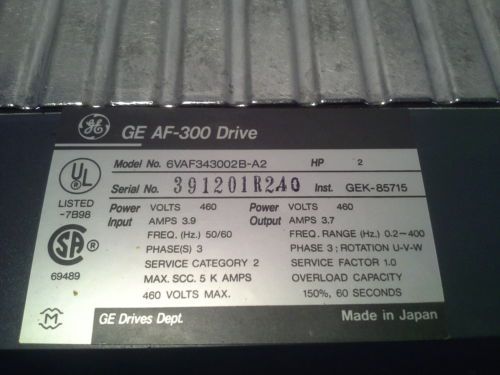 GE AF-300 Drive
Model No. 6VAF343002B-A2 HP 2
Serial No. 391201R240 Inst. GEK-85715
UL
LISTED
-7B98
SA
69489
Power Input
VOLTS 460
AMPS 3.9
FREQ. (Hz.) 50/60
PHASE(S) 3
SERVICE CATEGORY 2
MAX. SCC. 5 K AMPS
460 VOLTS MAX.
Power Output
VOLTS 460
AMPS 3.7
FREQ. RANGE (Hz.) 0.2-400
PHASE 3 : ROTATION U-V-W
SERVICE FACTOR 1.0
OVERLOAD CAPACITY
150%, 60 SECONDS
GE Drives Dept.
Made in Japan